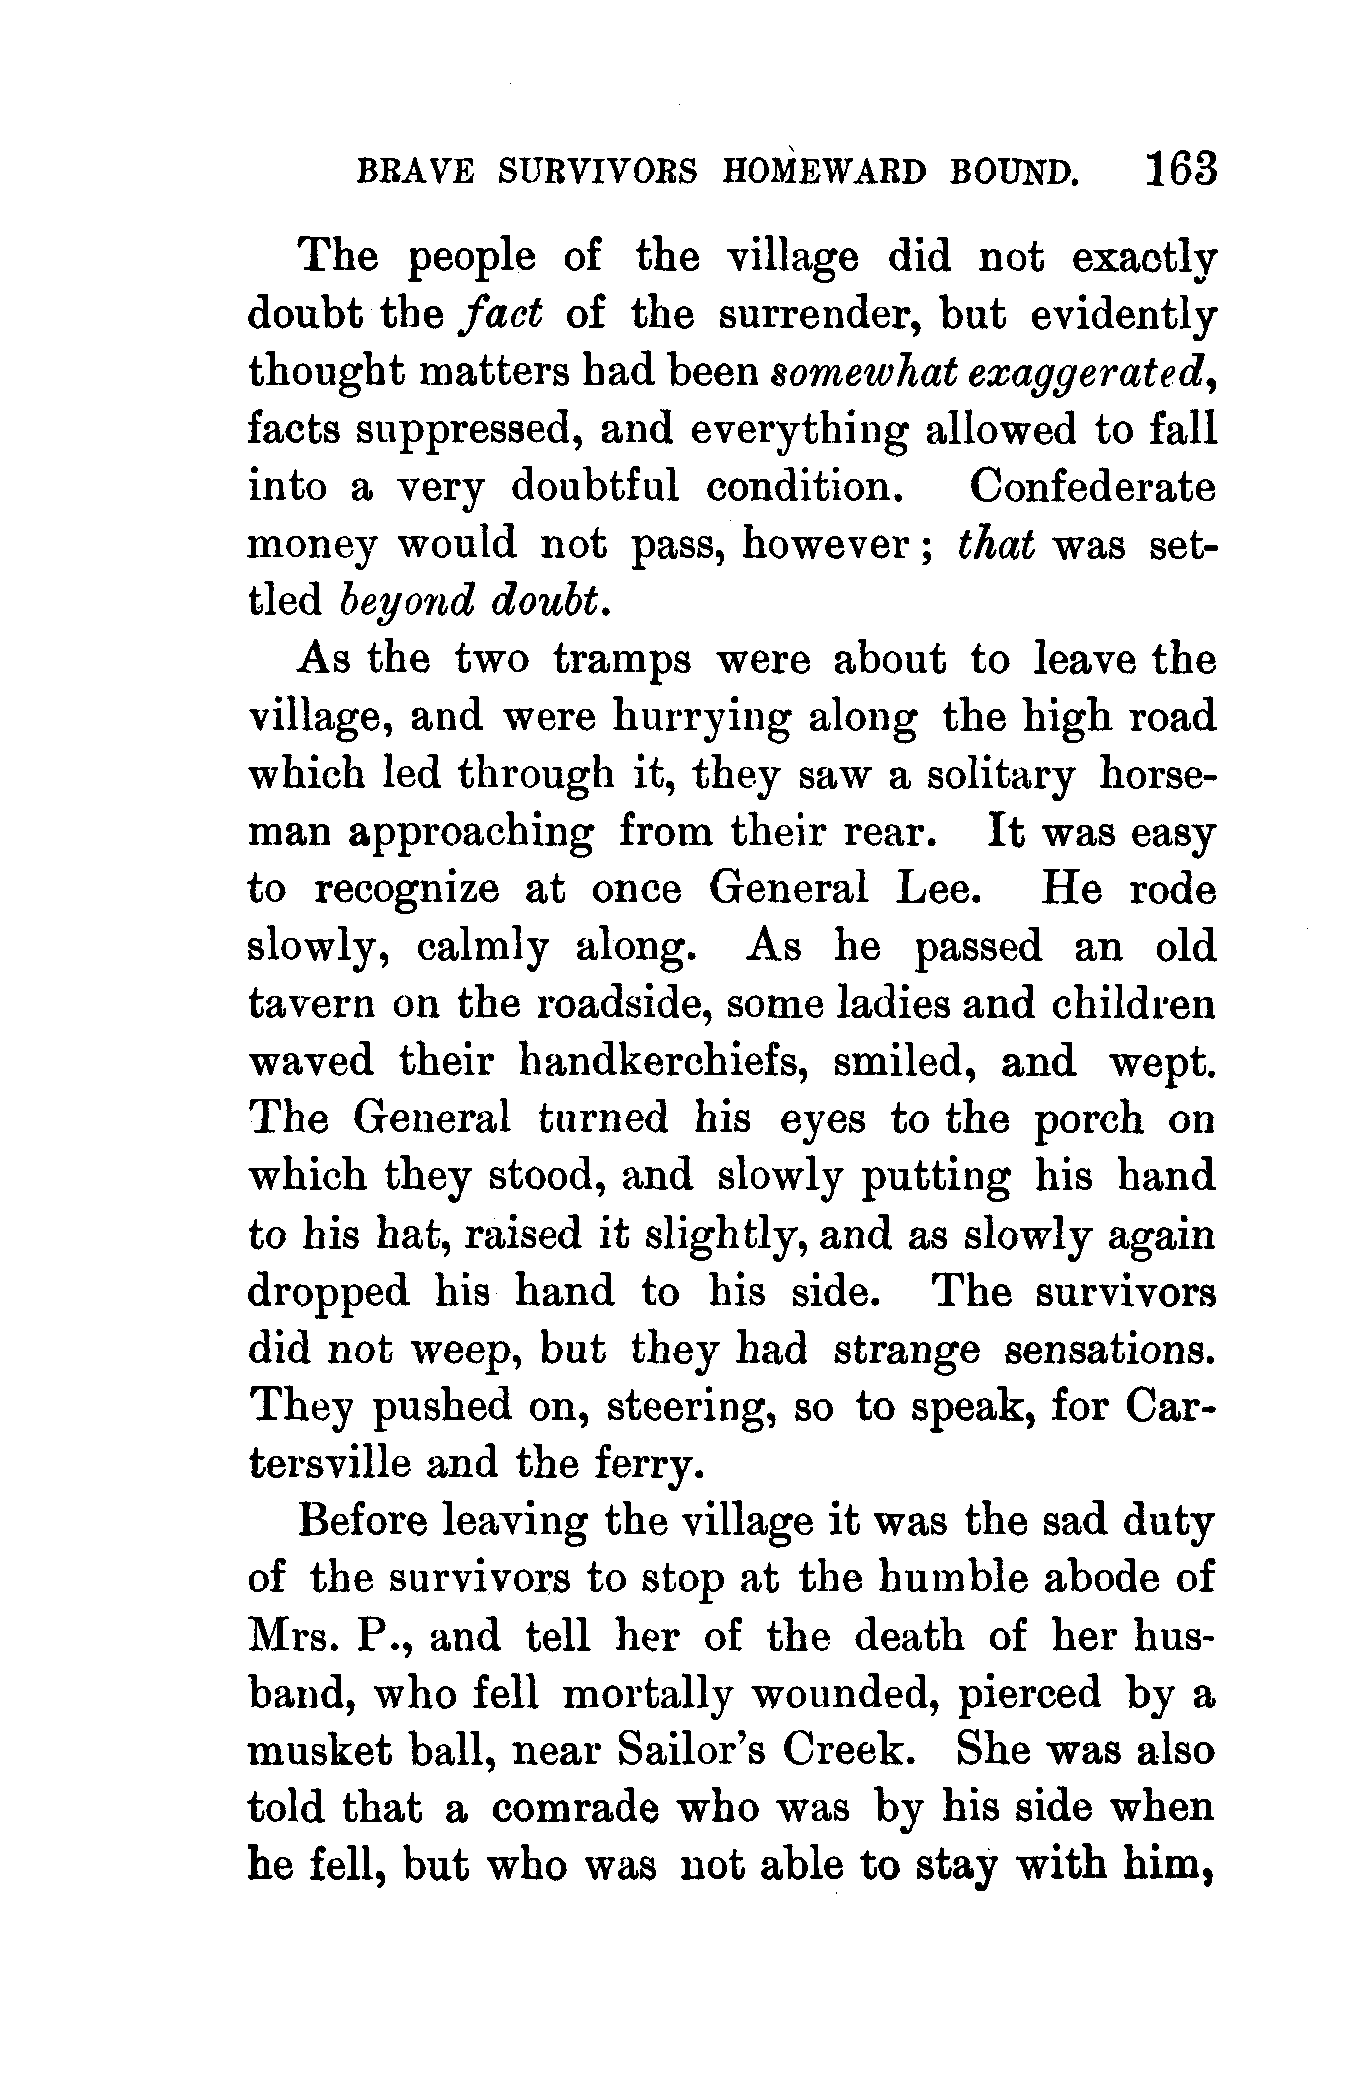 BRAVE SURVIVORS HOMEWARD BOUND. 163
The people of the village did not exactly
doubt the fact of the surrender, but evidently
thought matters had been somewhat exaggerated,
facts suppressed, and everything allowed to fall
into a very doubtful condition. Confederate
money would not pass, however; that was set-
tled beyond doubt.
As the two tramps were about to leave the
village, and were hurrying along the high road
which led through it, they saw a solitary horse-
man approaching from their rear. It was easy
to recognize at once General Lee. He rode
slowly, calmly along. As he passed an old
tavern on the roadside, some ladies and children
waved their handkerchiefs, smiled, and wept.
The General turned his eyes to the porch on
which they stood, and slowly putting his hand
to his hat, raised it slightly, and as slowly again
dropped his hand to his side. The survivors
did not weep, but they had strange sensations.
They pushed on, steering, so to speak, for Car-
tersville and the ferry.
Before leaving the village it was the sad duty
of the survivors to stop at the humble abode of
Mrs. P., and tell her of the death of her hus-
band, who fell mortally wounded, pierced by a
musket ball, near Sailor's Creek. She was also
told that a comrade who was by his side when
he fell, but who was not able to stay with him,